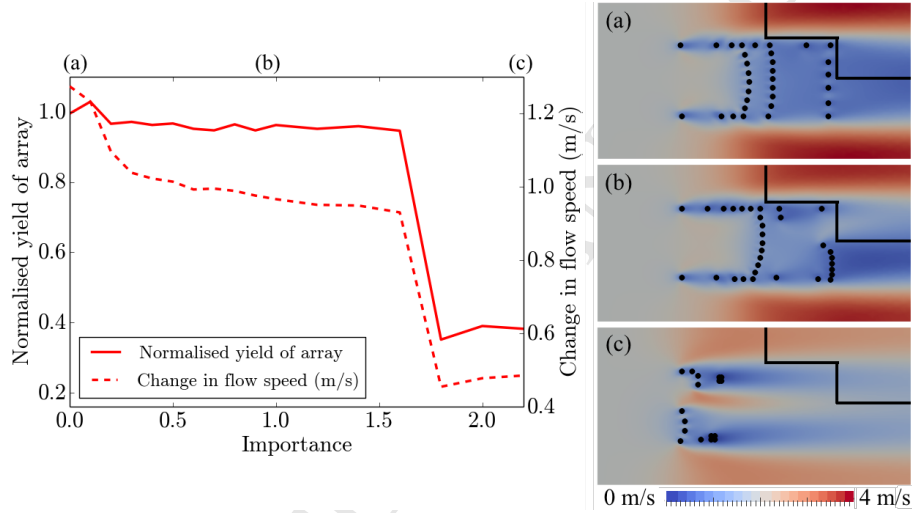 (a)
(b)
(c)
Normalised yield of array
1.0
0.8
0.6
0.4
0.2
1.2
1.0
0.8
0.6
0.4
Change in flow speed (m/s)
Normalised yield of array
Change in flow speed (m/s)
0.0
0.5
1.0
1.5
2.0
Importance
(a)
(b)
(c)
0 m/s
4 m/s